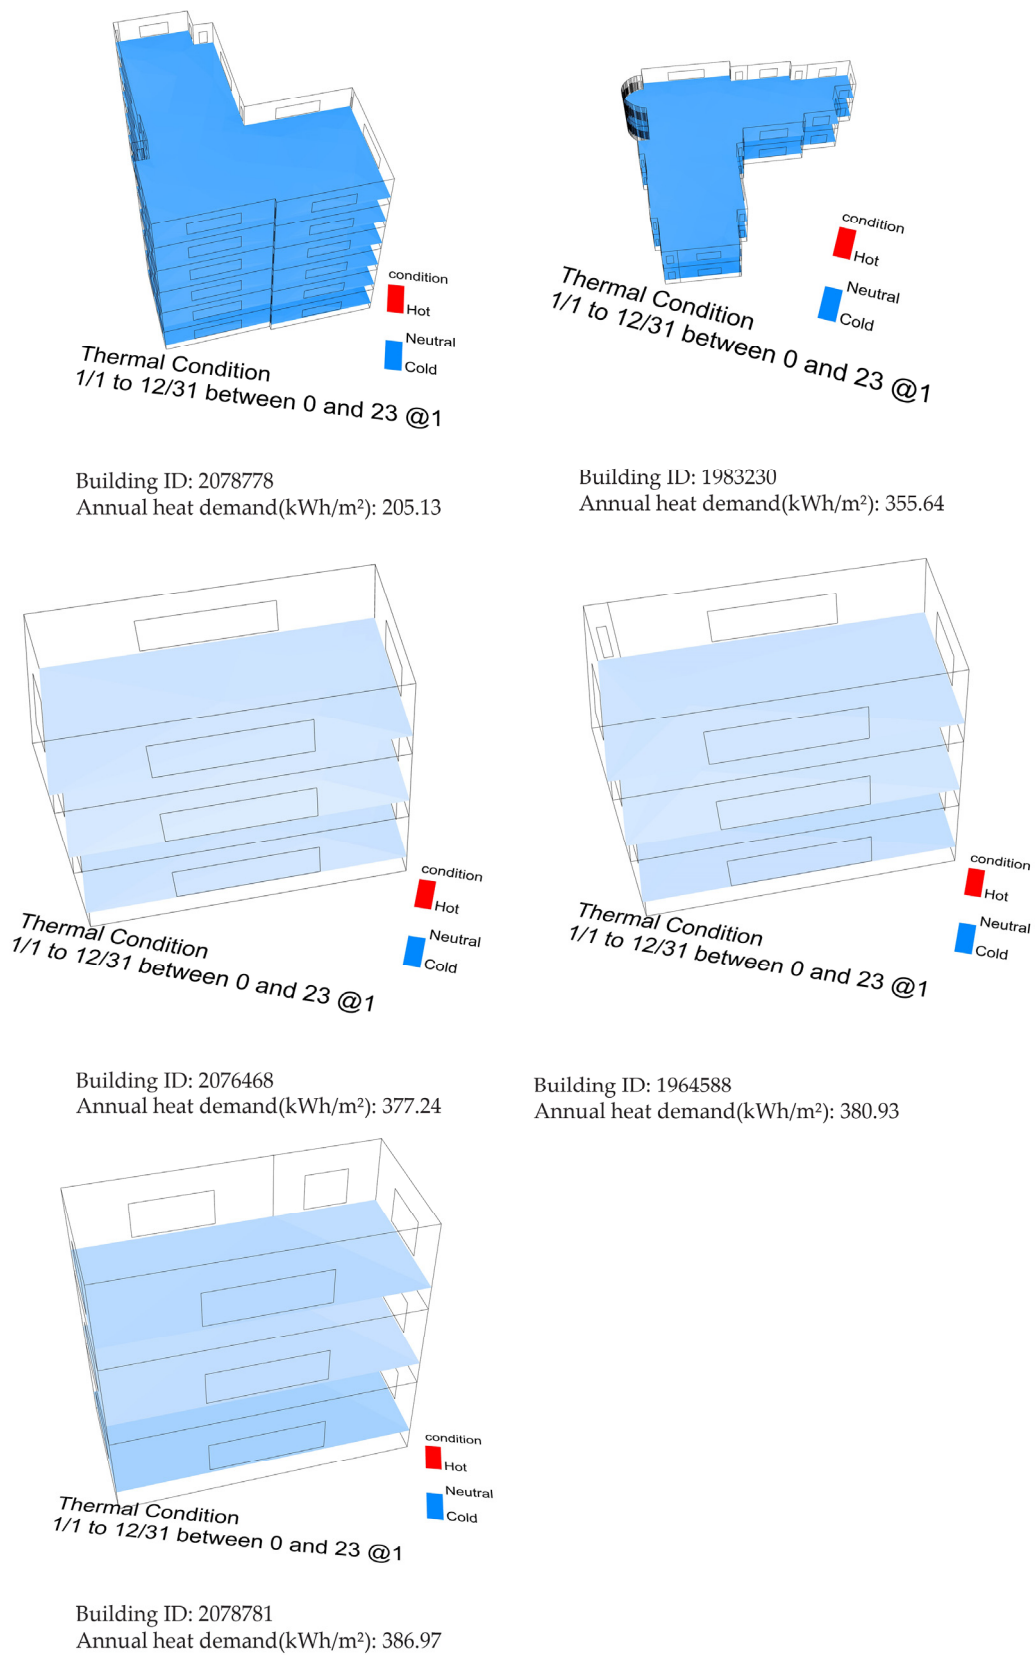 condition
Hot
Neutral
Cold
Thermal Condition
1/1 to 12/31 between 0 and 23 @1
Building ID: 2078778
Annual heat demand(kWh/m²): 205.13
condition
Hot
Neutral
Cold
Thermal Condition
1/1 to 12/31 between 0 and 23 @1
Building ID: 1983230
Annual heat demand(kWh/m²): 355.64
condition
Hot
Neutral
Cold
Thermal Condition
1/1 to 12/31 between 0 and 23 @1
Building ID: 2076468
Annual heat demand(kWh/m²): 377.24
condition
Hot
Neutral
Cold
Thermal Condition
1/1 to 12/31 between 0 and 23 @1
Building ID: 1964588
Annual heat demand(kWh/m²): 380.93
condition
Hot
Neutral
Cold
Thermal Condition
1/1 to 12/31 between 0 and 23 @1
Building ID: 2078781
Annual heat demand(kWh/m²): 386.97